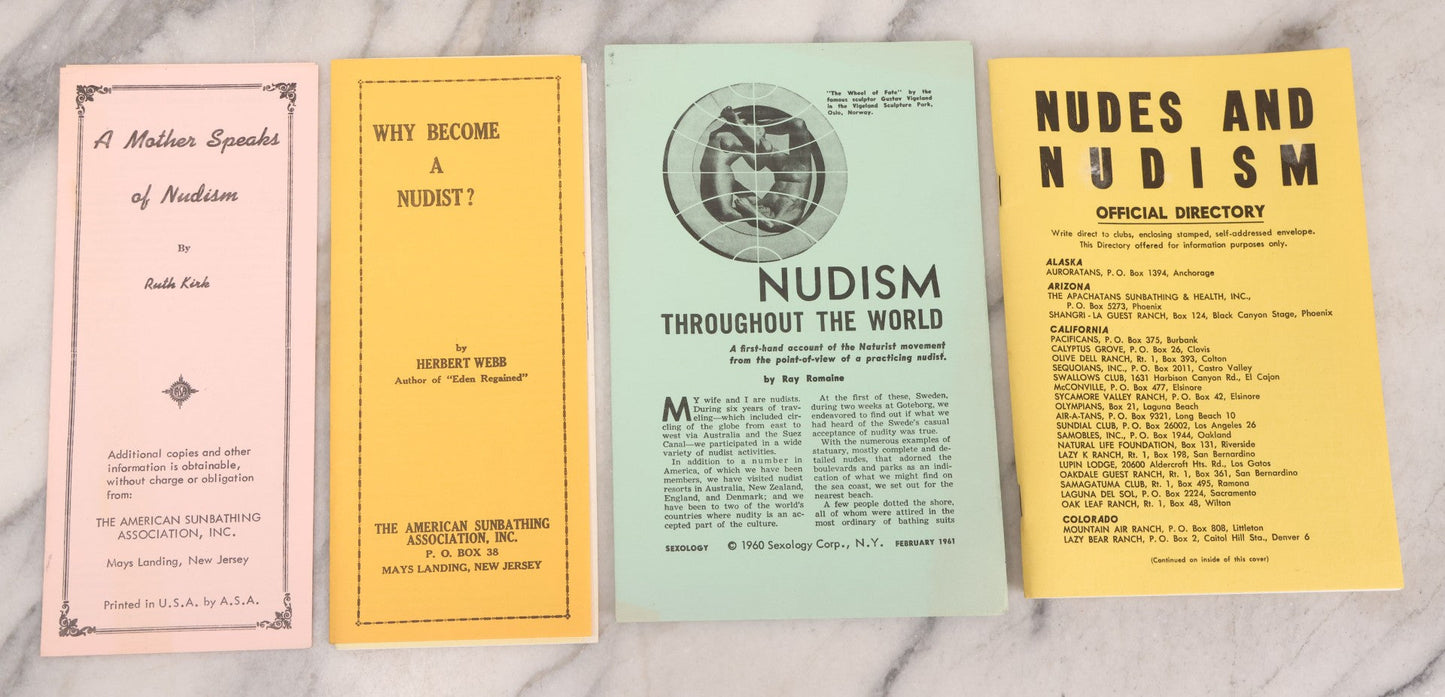 A Mother Speaks
of Nudism
By
Ruth Kirk
ASA
Additional copies and other
information is obtainable,
without charge or obligation
from:
THE AMERICAN SUNBATHING
ASSOCIATION, INC.
Mays Landing, New Jersey
Printed in U.S.A. by A.S.A.
WHY BECOME
A
NUDIST?
by
HERBERT WEBB
Author of "Eden Regained"
THE AMERICAN SUNBATHING
ASSOCIATION, INC.
P. O. BOX 38
MAYS LANDING, NEW JERSEY
"The Wheel of Fate" by the
famous sculptor Gustav Vigeland
in the Vigeland Sculpture Park,
Oslo, Norway.
NUDISM
THROUGHOUT THE WORLD
A first-hand account of the Naturist movement
from the point-of-view of a practicing nudist.
by Ray Romaine
MY wife and I are nudists.
During six years of trav-
eling—which included cir-
cling of the globe from east to
west via Australia and the Suez
Canal—we participated in a wide
variety of nudist activities.
In addition to a number in
America, of which we have been
members, we have visited nudist
resorts in Australia, New Zealand,
England, and Denmark; and we
have been to two of the world's
countries where nudity is an ac-
cepted part of the culture.
At the first of these, Sweden,
during two weeks at Goteborg, we
endeavored to find out if what we
had heard of the Swede's casual
acceptance of nudity was true.
With the numerous examples of
statuary, mostly complete and de-
tailed nudes, that adorned the
boulevards and parks as an indi-
cation of what we might find on
the sea coast, we set out for the
nearest beach.
A few people dotted the shore,
all of whom were attired in the
most ordinary of bathing suits
SEXOLOGY © 1960 Sexology Corp., N.Y. FEBRUARY 1961
NUDES AND
NUDISM
OFFICIAL DIRECTORY
Write direct to clubs, enclosing stamped, self-addressed envelope.
This Directory offered for information purposes only.
ALASKA
AURORATANS, P. O. Box 1394, Anchorage
ARIZONA
THE APACHATANS SUNBATHING & HEALTH, INC.,
P. O. Box 5273, Phoenix
SHANGRI - LA GUEST RANCH, Box 124, Black Canyon Stage, Phoenix
CALIFORNIA
PACIFICANS, P. O. Box 375, Burbank
CALYPTUS GROVE, P. O. Box 26, Clovis
OLIVE DELL RANCH, Rt. 1, Box 393, Colton
SEQUOIANS, INC., P. O. Box 2011, Castro Valley
SWALLOWS CLUB, 1631 Harbison Canyon Rd., El Cajon
McCONVILLE, P. O. Box 477, Elsinore
SYCAMORE VALLEY RANCH, P. O. Box 42, Elsinore
OLYMPIANS, Box 21, Laguna Beach
AIR-A-TANS, P. O. Box 9321, Long Beach 10
SUNDIAL CLUB, P. O. Box 26002, Los Angeles 26
SAMOBLES, INC., P. O. Box 1944, Oakland
NATURAL LIFE FOUNDATION, Box 131, Riverside
LAZY K RANCH, Rt. 1, Box 198, San Bernardino
LUPIN LODGE, 20600 Aldercroft Hts. Rd., Los Gatos
OAKDALE GUEST RANCH, Rt. 1, Box 361, San Bernardino
SAMAGATUMA CLUB, Rt. 1, Box 495, Ramona
LAGUNA DEL SOL, P. O. Box 2224, Sacramento
OAK LEAF RANCH, Rt. 1, Box 48, Wilton
COLORADO
MOUNTAIN AIR RANCH, P. O. Box 808, Littleton
LAZY BEAR RANCH, P. O. Box 2, Caitol Hill Sta., Denver 6
(Continued on inside of this cover)